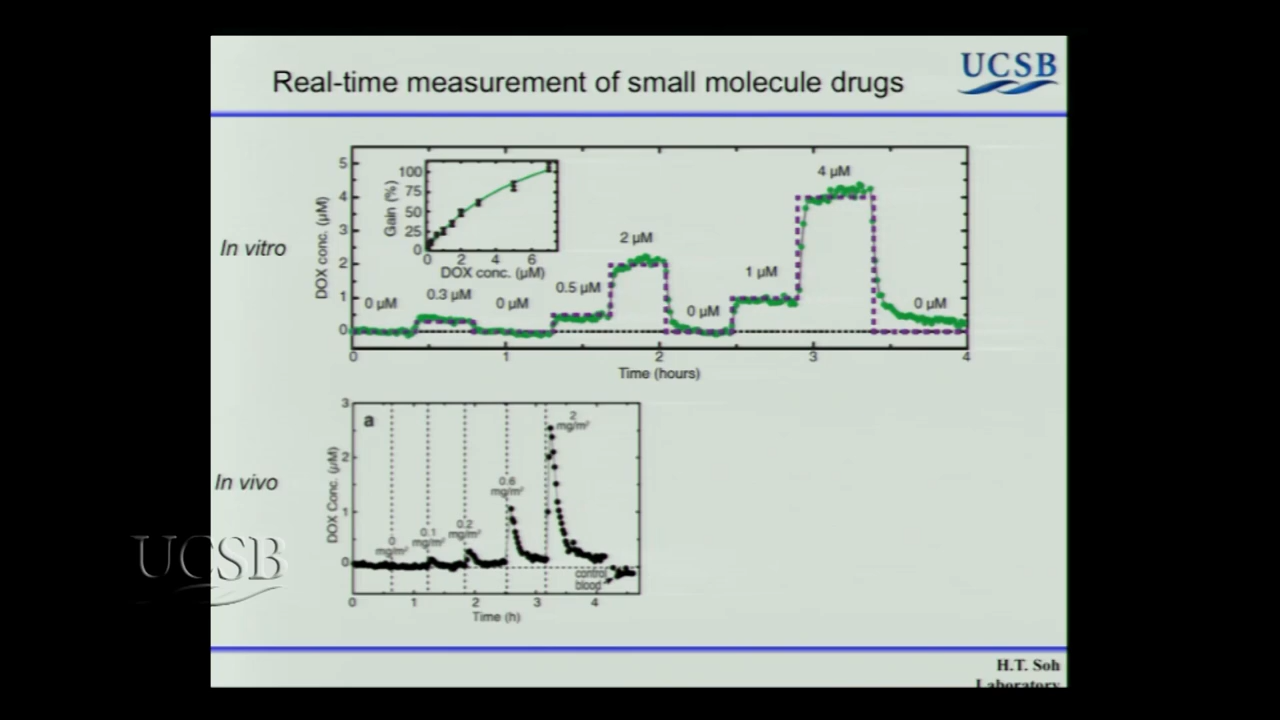 Real-time measurement of small molecule drugs
UCSB
In vitro
DOX conc. (µM)
5
4
3
2
1
0
Gain (%)
100
75
50
25
0
0
2
4
6
DOX conc. (µM)
0 µM
0.3 µM
0 µM
0.5 µM
2 µM
0 µM
1 µM
4 µM
0 µM
0
1
2
3
4
Time (hours)
In vivo
DOX Conc. (µM)
3
2
1
0
a
0
mg/m²
0.1
mg/m²
0.2
mg/m²
0.6
mg/m²
2
mg/m²
control
blood
0
1
2
3
4
Time (h)
UCSB
H.T. Soh
Laboratory